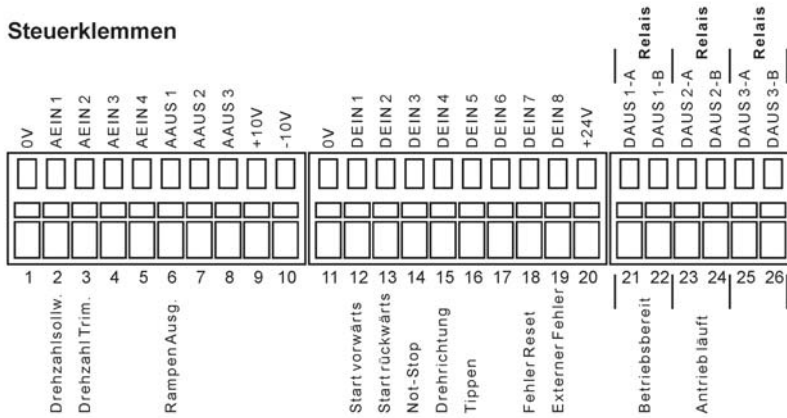 Steuerklemmen
Relais
Relais
Relais
0V
AEIN 1
AEIN 2
AEIN 3
AEIN 4
AAUS 1
AAUS 2
AAUS 3
+10V
-10V
0V
DEIN 1
DEIN 2
DEIN 3
DEIN 4
DEIN 5
DEIN 6
DEIN 7
DEIN 8
+24V
DAUS 1-A
DAUS 1-B
DAUS 2-A
DAUS 2-B
DAUS 3-A
DAUS 3-B
1 2 3 4 5 6 7 8 9 10 11 12 13 14 15 16 17 18 19 20 21 22 23 24 25 26
Drehzahlsollw.
Drehzahl Trim.
Rampen Ausg.
Start vorwärts
Start rückwärts
Not-Stop
Drehrichtung
Tippen
Fehler Reset
Externer Fehler
Betriebsbereit
Antrieb läuft